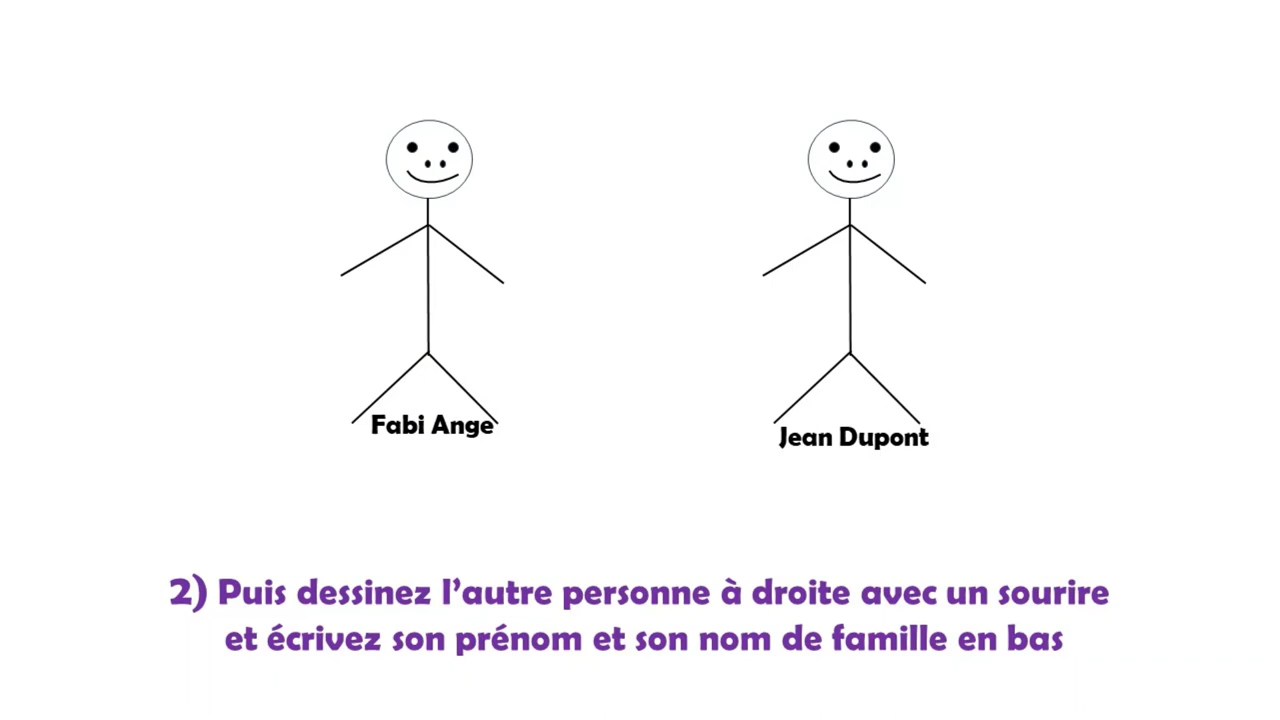 Fabi Ange
Jean Dupont
2) Puis dessinez l’autre personne à droite avec un sourire
et écrivez son prénom et son nom de famille en bas